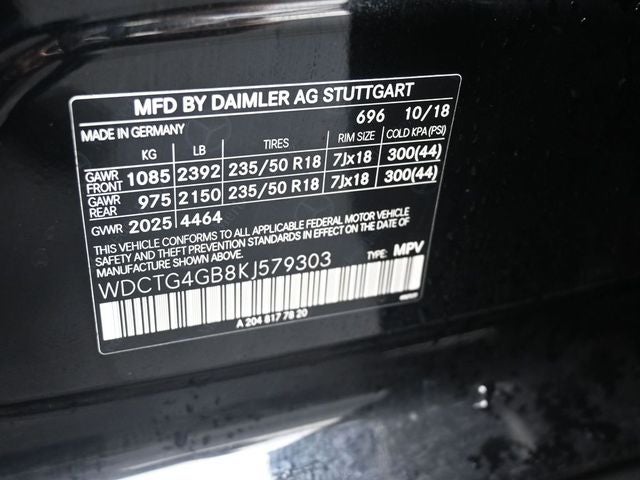 MFD BY DAIMLER AG STUTTGART
696 10/18
MADE IN GERMANY
KG LB TIRES RIM SIZE COLD KPA(PSI)
GAWR FRONT 1085 2392 235/50 R18 7Jx18 300(44)
GAWR REAR 975 2150 235/50 R18 7Jx18 300(44)
GVWR 2025 4464
THIS VEHICLE CONFORMS TO ALL APPLICABLE FEDERAL MOTOR VEHICLE
SAFETY AND THEFT PREVENTION STANDARDS IN EFFECT ON THE DATE OF
MANUFACTURE SHOWN ABOVE.
WDCTG4GB8KJ579303 TYPE: MPV
A 204 817 78 20